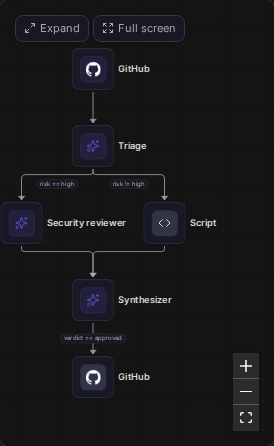 Expand
Full screen
GitHub
Triage
risk == high
risk != high
Security reviewer
Script
Synthesizer
verdict == approved
GitHub